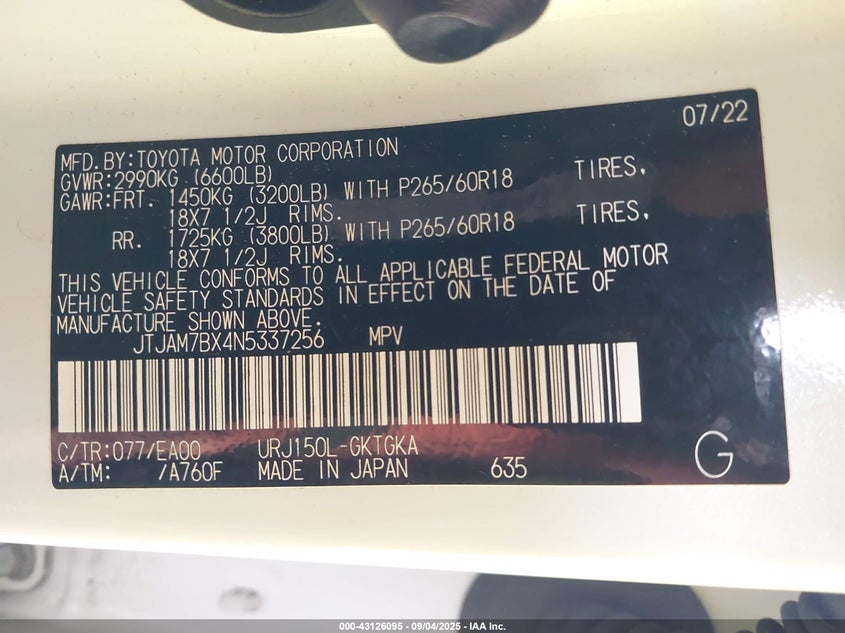 07/22
MFD. BY: TOYOTA MOTOR CORPORATION
GVWR: 2990KG (6600LB)
GAWR: FRT. 1450KG (3200LB) WITH P265/60R18 TIRES,
18X7 1/2J RIMS.
RR. 1725KG (3800LB) WITH P265/60R18 TIRES,
18X7 1/2J RIMS.
THIS VEHICLE CONFORMS TO ALL APPLICABLE FEDERAL MOTOR
VEHICLE SAFETY STANDARDS IN EFFECT ON THE DATE OF
MANUFACTURE SHOWN ABOVE.
JTJAM7BX4N5337256 MPV
C/TR: 077/EA00 URJ150L-GKTGKA
A/TM: /A760F MADE IN JAPAN 635 G
000-43126095 - 09/04/2025 - IAA Inc.